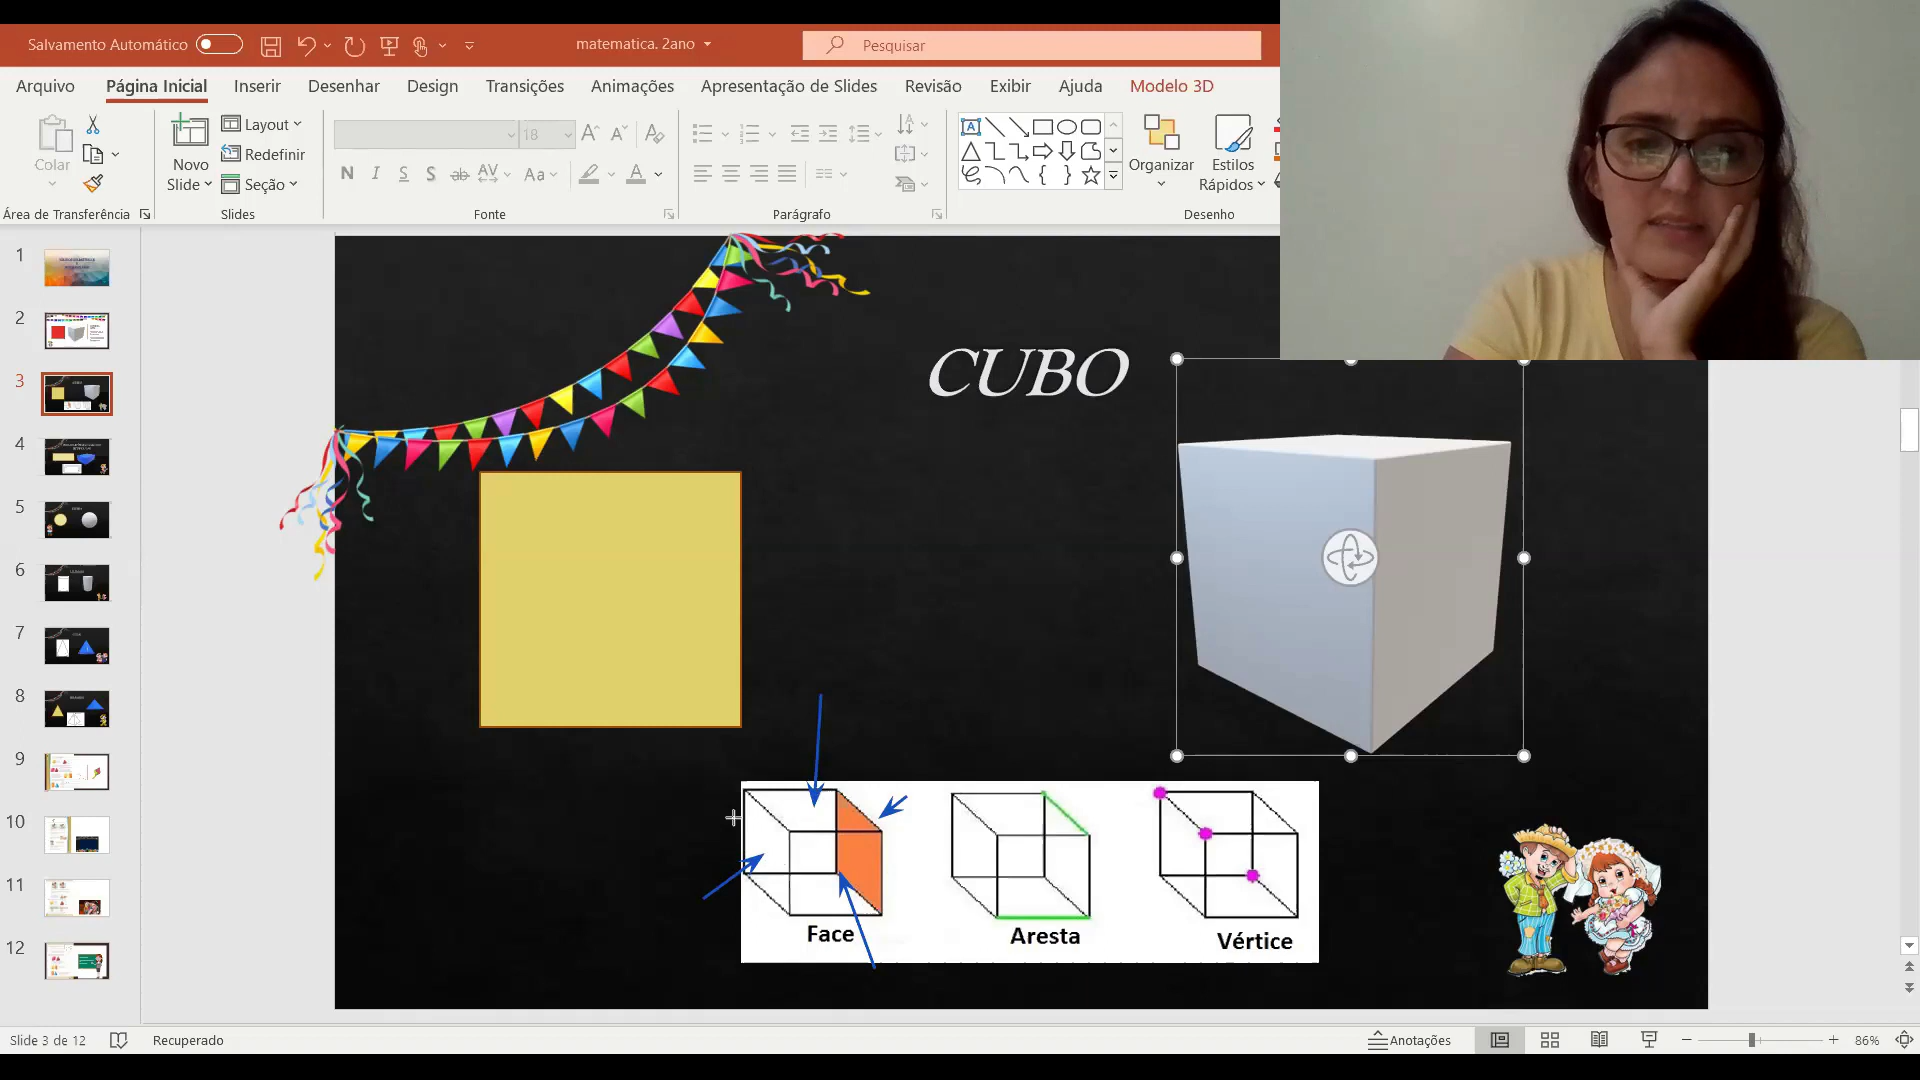 Salvamento Automático
matematica. 2ano
Pesquisar
Arquivo
Página Inicial
Inserir
Desenhar
Design
Transições
Animações
Apresentação de Slides
Revisão
Exibir
Ajuda
Modelo 3D
Colar
Novo
Slide
Layout
Redefinir
Seção
18
N I S S ab AV Aa A
Organizar
Estilos
Rápidos
Área de Transferência
Slides
Fonte
Parágrafo
Desenho
1
2
3
4
5
6
7
8
9
10
11
12
CUBO
Face
Aresta
Vértice
Slide 3 de 12
Recuperado
Anotações
86%